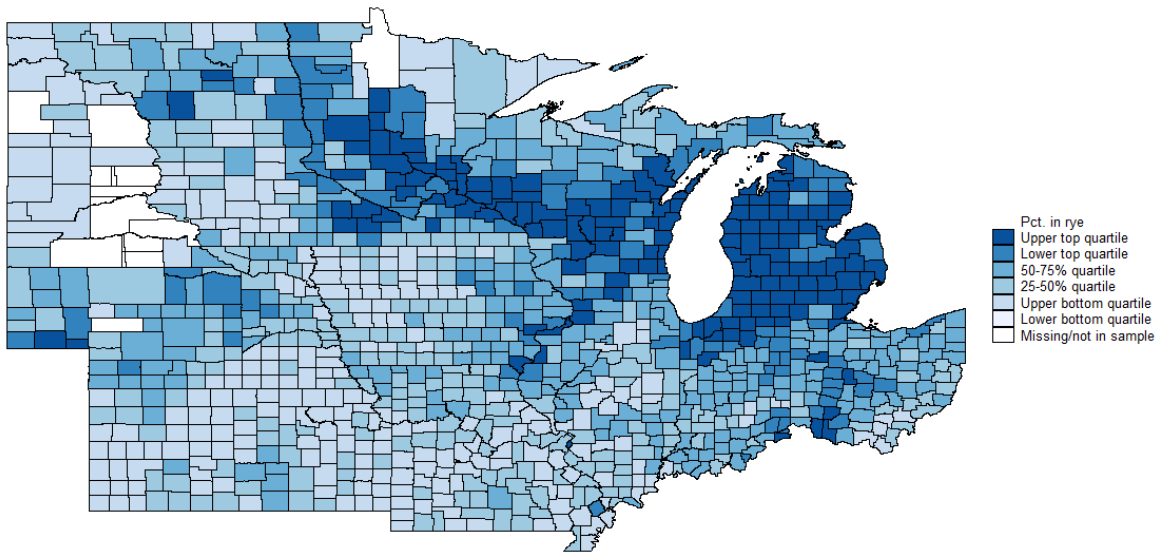 Pct. in rye
Upper top quartile
Lower top quartile
50-75% quartile
25-50% quartile
Upper bottom quartile
Lower bottom quartile
Missing/not in sample